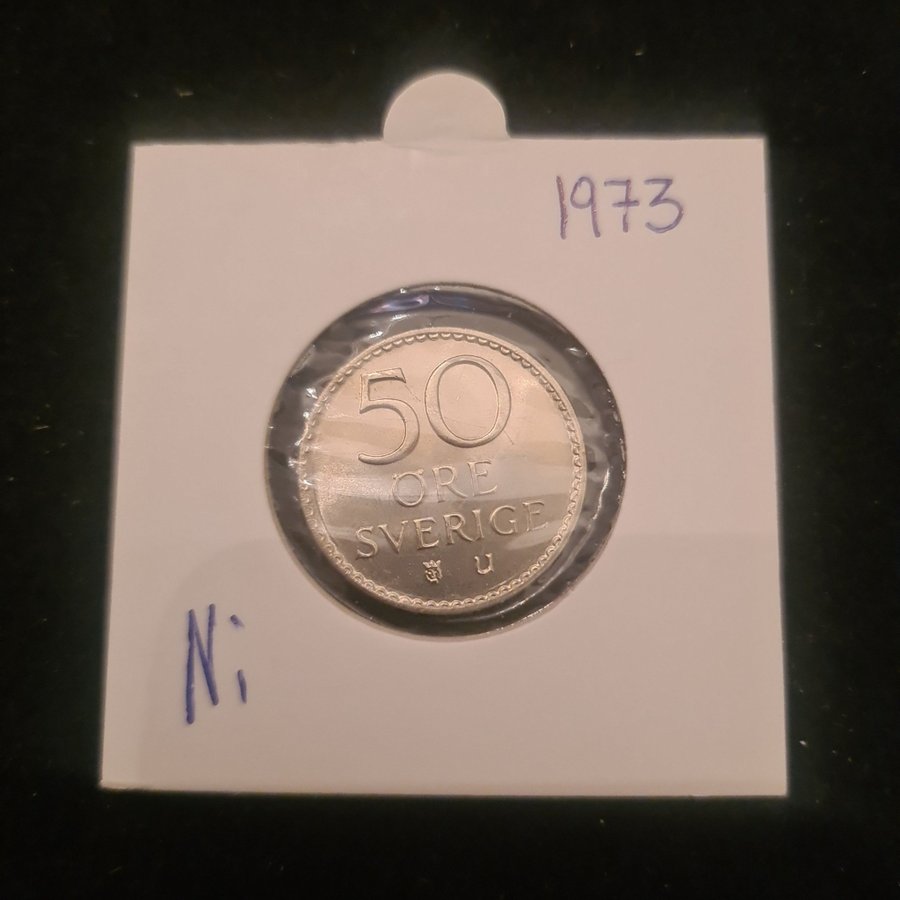 1973
50
ÖRE
SVERIGE
U
Ni